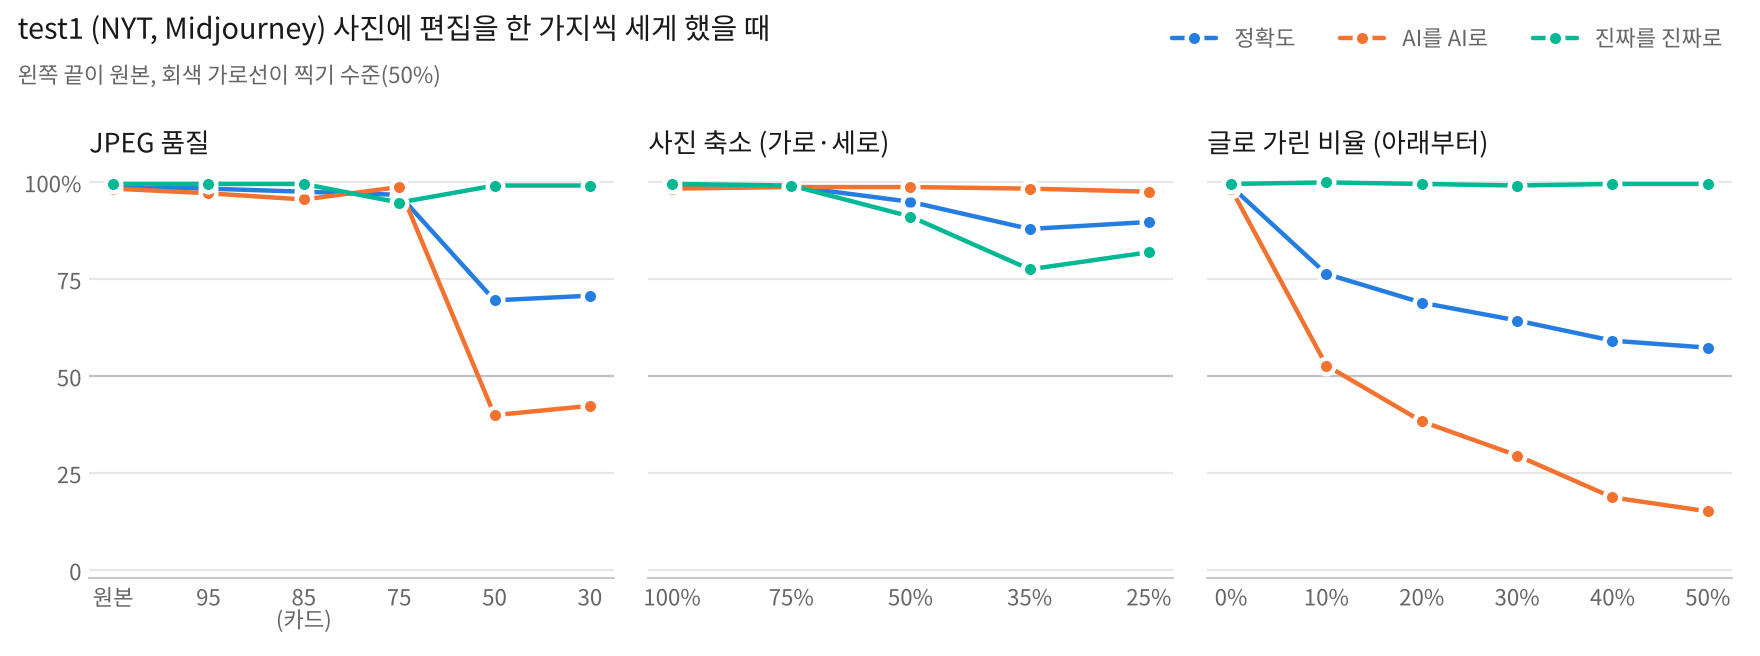 test1 (NYT, Midjourney) 사진에 편집을 한 가지씩 세게 했을 때
왼쪽 끝이 원본, 회색 가로선이 찍기 수준(50%)
정확도 AI를 AI로 진짜를 진짜로
JPEG 품질
사진 축소 (가로·세로)
글로 가린 비율 (아래부터)
100%
75
50
25
0
원본 95 85 75 50 30
(카드)
100% 75% 50% 35% 25%
0% 10% 20% 30% 40% 50%